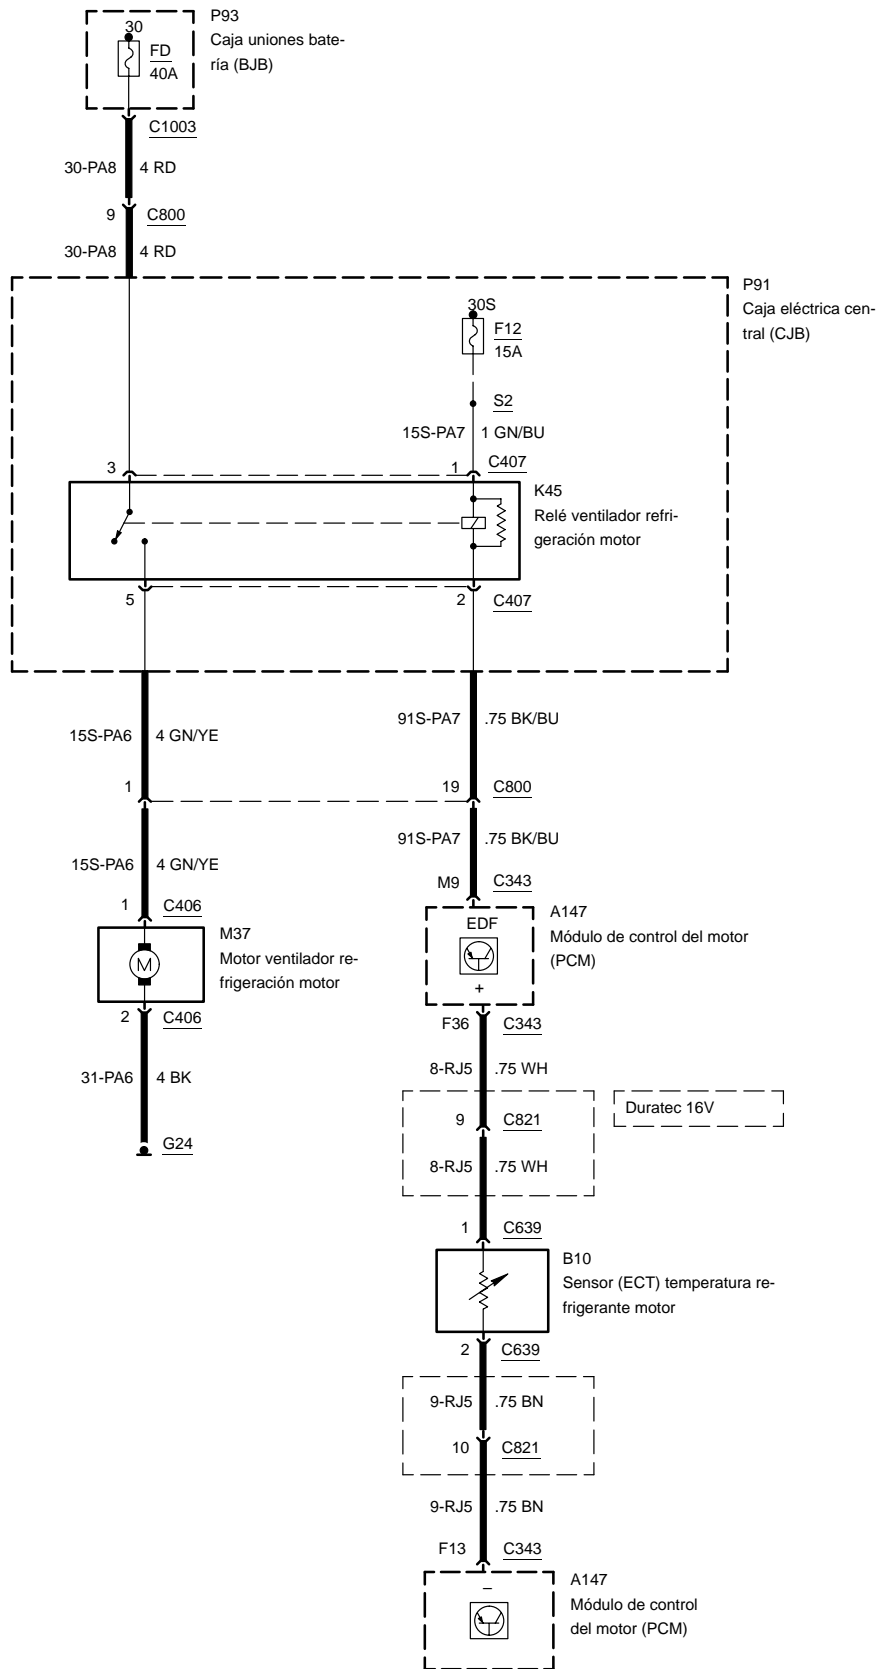 P93
Caja uniones bate-
ría (BJB)
30
FD
40A
C1003
30-PA8 4 RD
9 C800
30-PA8 4 RD
P91
Caja eléctrica cen-
tral (CJB)
30S
F12
15A
S2
15S-PA7 1 GN/BU
3 1 C407
K45
Relé ventilador refri-
geración motor
5 2 C407
91S-PA7 .75 BK/BU
15S-PA6 4 GN/YE
1 19 C800
91S-PA7 .75 BK/BU
15S-PA6 4 GN/YE
M9 C343
1 C406
A147
Módulo de control del motor
(PCM)
EDF
+
M37
Motor ventilador re-
frigeración motor
M
2 C406
F36 C343
8-RJ5 .75 WH
31-PA6 4 BK
Duratec 16V
9 C821
G24
8-RJ5 .75 WH
1 C639
B10
Sensor (ECT) temperatura re-
frigerante motor
2 C639
9-RJ5 .75 BN
10 C821
9-RJ5 .75 BN
F13 C343
A147
Módulo de control
del motor (PCM)
–